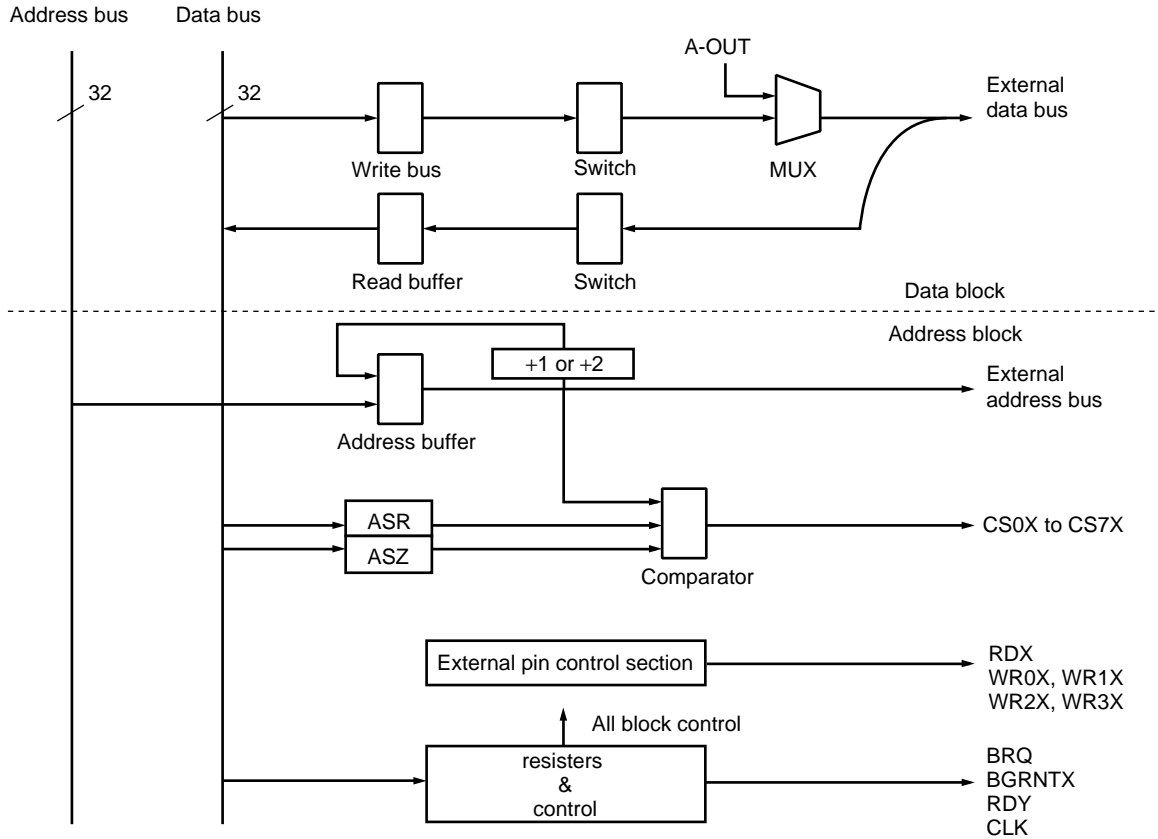 Address bus
Data bus
32
32
A-OUT
External
data bus
Write bus
Switch
MUX
Read buffer
Switch
Data block
Address block
+1 or +2
External
address bus
Address buffer
ASR
ASZ
CS0X to CS7X
Comparator
External pin control section
RDX
WR0X, WR1X
WR2X, WR3X
All block control
resisters
&
control
BRQ
BGRNTX
RDY
CLK